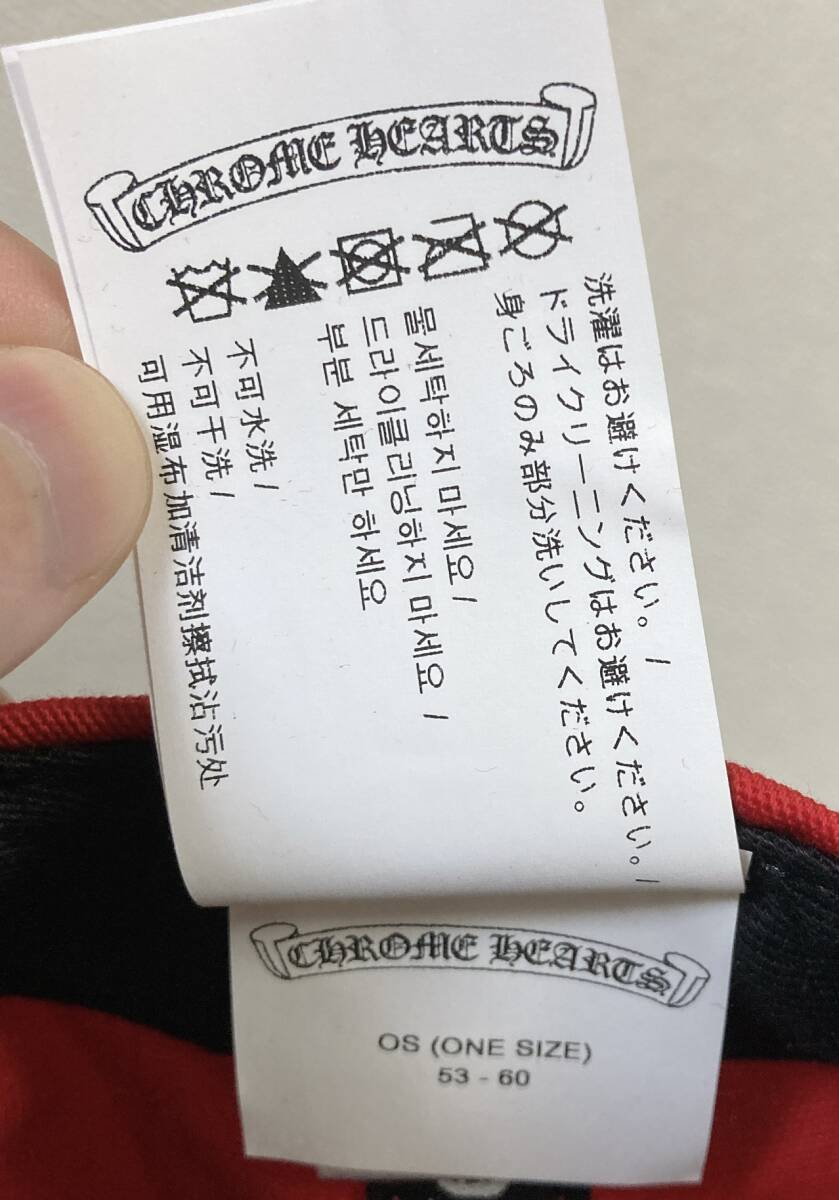 CHROME HEARTS
洗濯はお避けください。/
ドライクリーニングはお避けください。/
身ごろのみ部分洗いしてください。
물세탁하지 마세요 /
드라이클리닝하지 마세요 /
부분 세탁만 하세요
不可水洗 /
不可干洗 /
可用湿布加清洁剂擦拭沾污处
CHROME HEARTS
OS (ONE SIZE)
53 - 60